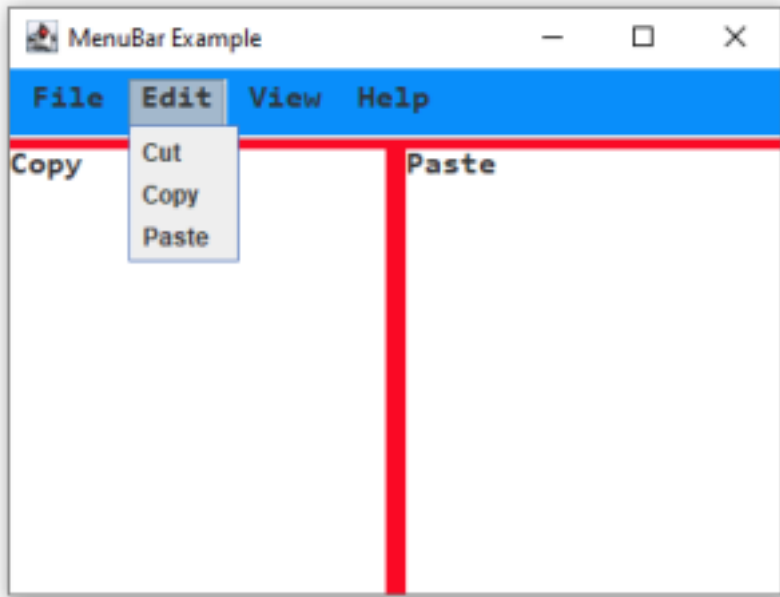 MenuBar Example
File Edit View Help
Cut
Copy
Paste
Copy
Paste